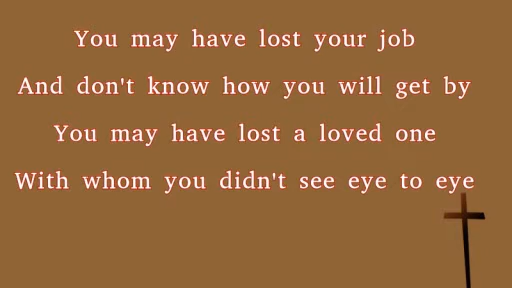 You may have lost your job
And don't know how you will get by
You may have lost a loved one
With whom you didn't see eye to eye